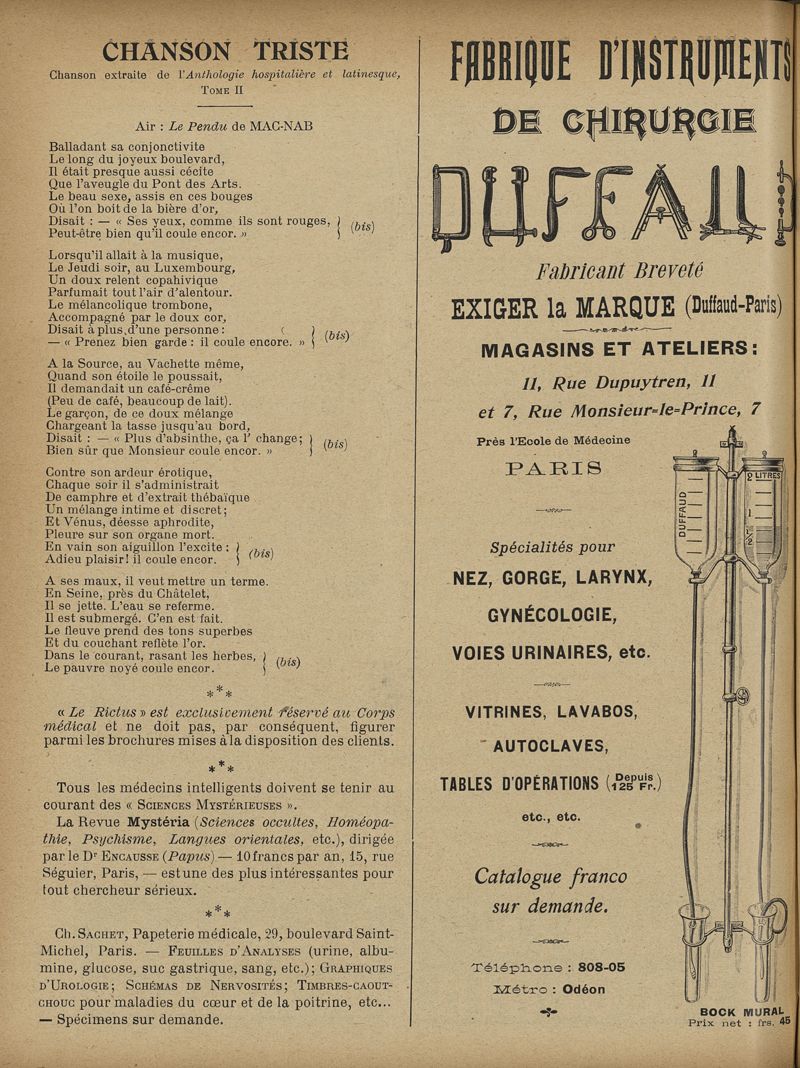 CHANSON TRISTE
Chanson extraite de l'Anthologie hospitalière et latinesque,
TOME II
Air : Le Pendu de MAC-NAB
Balladant sa conjonctivite
Le long du joyeux boulevard,
Il était presque aussi cécite
Que l'aveugle du Pont des Arts.
Le beau sexe, assis en ces bouges
Où l'on boit de la bière d'or,
Disait : — « Ses yeux, comme ils sont rouges, } (bis)
Peut-être bien qu'il coule encor. »
Lorsqu'il allait à la musique,
Le Jeudi soir, au Luxembourg,
Un doux relent copahivique
Parfumait tout l'air d'alentour.
Le mélancolique trombone,
Accompagné par le doux cor,
Disait à plus d'une personne : } (bis)
— « Prenez bien garde : il coule encore. »
A la Source, au Vachette même,
Quand son étoile le poussait,
Il demandait un café-crème
(Peu de café, beaucoup de lait).
Le garçon, de ce doux mélange
Chargeant la tasse jusqu'au bord,
Disait : — « Plus d'absinthe, ça l' change ; } (bis)
Bien sûr que Monsieur coule encor. »
Contre son ardeur érotique,
Chaque soir il s'administrait
De camphre et d'extrait thébaïque
Un mélange intime et discret ;
Et Vénus, déesse aphrodite,
Pleure sur son organe mort.
En vain son aiguillon l'excite : } (bis)
Adieu plaisir! il coule encor.
A ses maux, il veut mettre un terme.
En Seine, près du Châtelet,
Il se jette. L'eau se referme.
Il est submergé. C'en est fait.
Le fleuve prend des tons superbes
Et du couchant reflète l'or.
Dans le courant, rasant les herbes, } (bis)
Le pauvre noyé coule encor.
***
« Le Rictus » est exclusivement réservé au Corps
médical et ne doit pas, par conséquent, figurer
parmi les brochures mises à la disposition des clients.
***
Tous les médecins intelligents doivent se tenir au
courant des « SCIENCES MYSTÉRIEUSES ».
La Revue Mystéria (Sciences occultes, Homéopa-
thie, Psychisme, Langues orientales, etc.), dirigée
par le Dr ENCAUSSE (Papus) — 10 francs par an, 15, rue
Séguier, Paris, — est une des plus intéressantes pour
tout chercheur sérieux.
***
Ch. SACHET, Papeterie médicale, 29, boulevard Saint-
Michel, Paris. — FEUILLES D'ANALYSES (urine, albu-
mine, glucose, suc gastrique, sang, etc.) ; GRAPHIQUES
D'UROLOGIE ; SCHÉMAS DE NERVOSITÉS ; TIMBRES-CAOUT-
CHOUC pour maladies du cœur et de la poitrine, etc...
— Spécimens sur demande.
FABRIQUE D'INSTRUMENTS
DE CHIRURGIE
DUFFAUD
Fabricant Breveté
EXIGER la MARQUE (Duffaud-Paris)
MAGASINS ET ATELIERS :
11, Rue Dupuytren, 11
et 7, Rue Monsieur-le-Prince, 7
Près l'Ecole de Médecine
PARIS
Spécialités pour
NEZ, GORGE, LARYNX,
GYNÉCOLOGIE,
VOIES URINAIRES, etc.
VITRINES, LAVABOS,
AUTOCLAVES,
TABLES D'OPÉRATIONS (Depuis 125 Fr.)
etc., etc.
Catalogue franco
sur demande.
Téléphone : 808-05
Métro : Odéon
DUFFAUD
2 LITRES
1
1/2
BOCK MURAL
Prix net : frs. 45